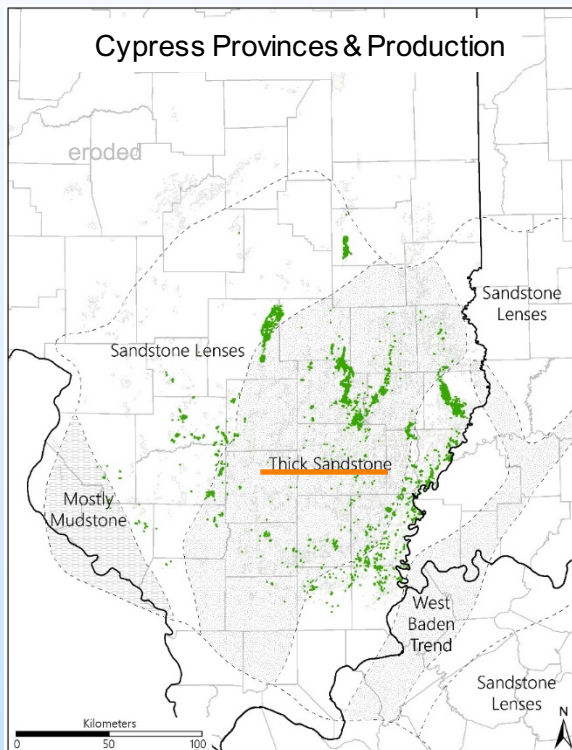 Cypress Provinces & Production
eroded
Sandstone
Lenses
Sandstone Lenses
Thick Sandstone
Mostly
Mudstone
West
Baden
Trend
Sandstone
Lenses
Kilometers
0 50 100
N